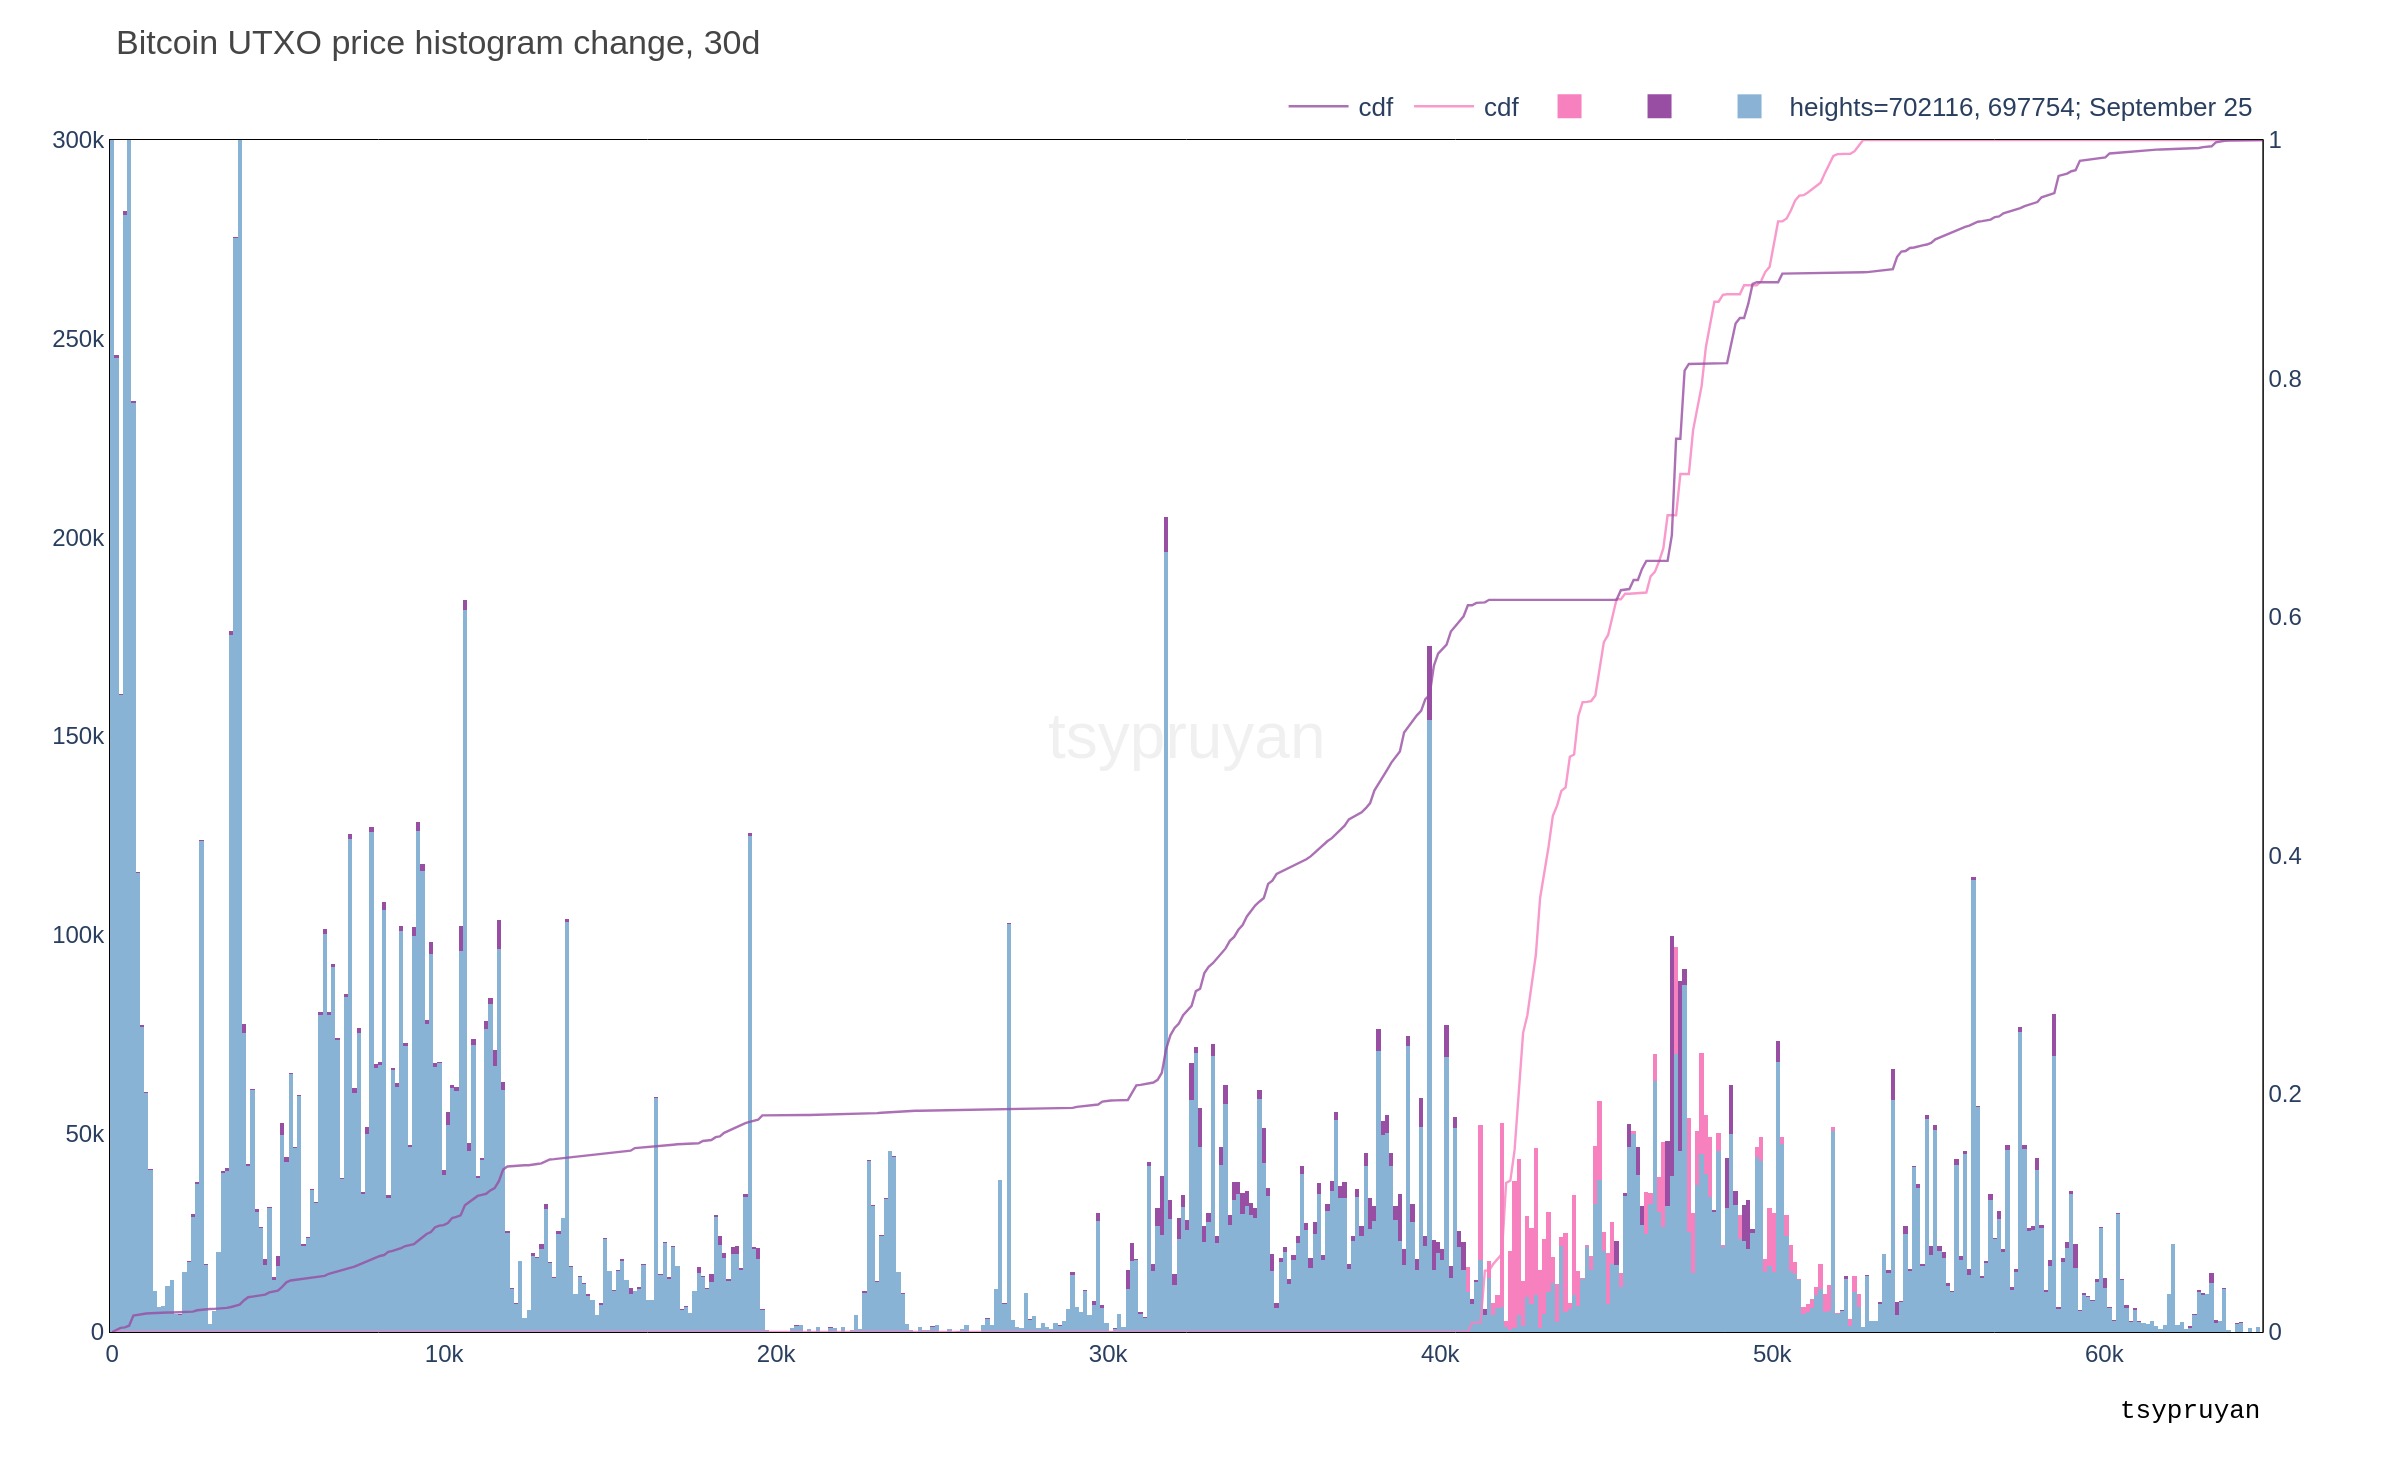 Bitcoin UTXO price histogram change, 30d
cdf cdf heights=702116, 697754; September 25
300k 1
250k
0.8
200k
0.6
tsypruyan
150k
0.4
100k
0.2
50k
0 0
0 10k 20k 30k 40k 50k 60k
tsypruyan